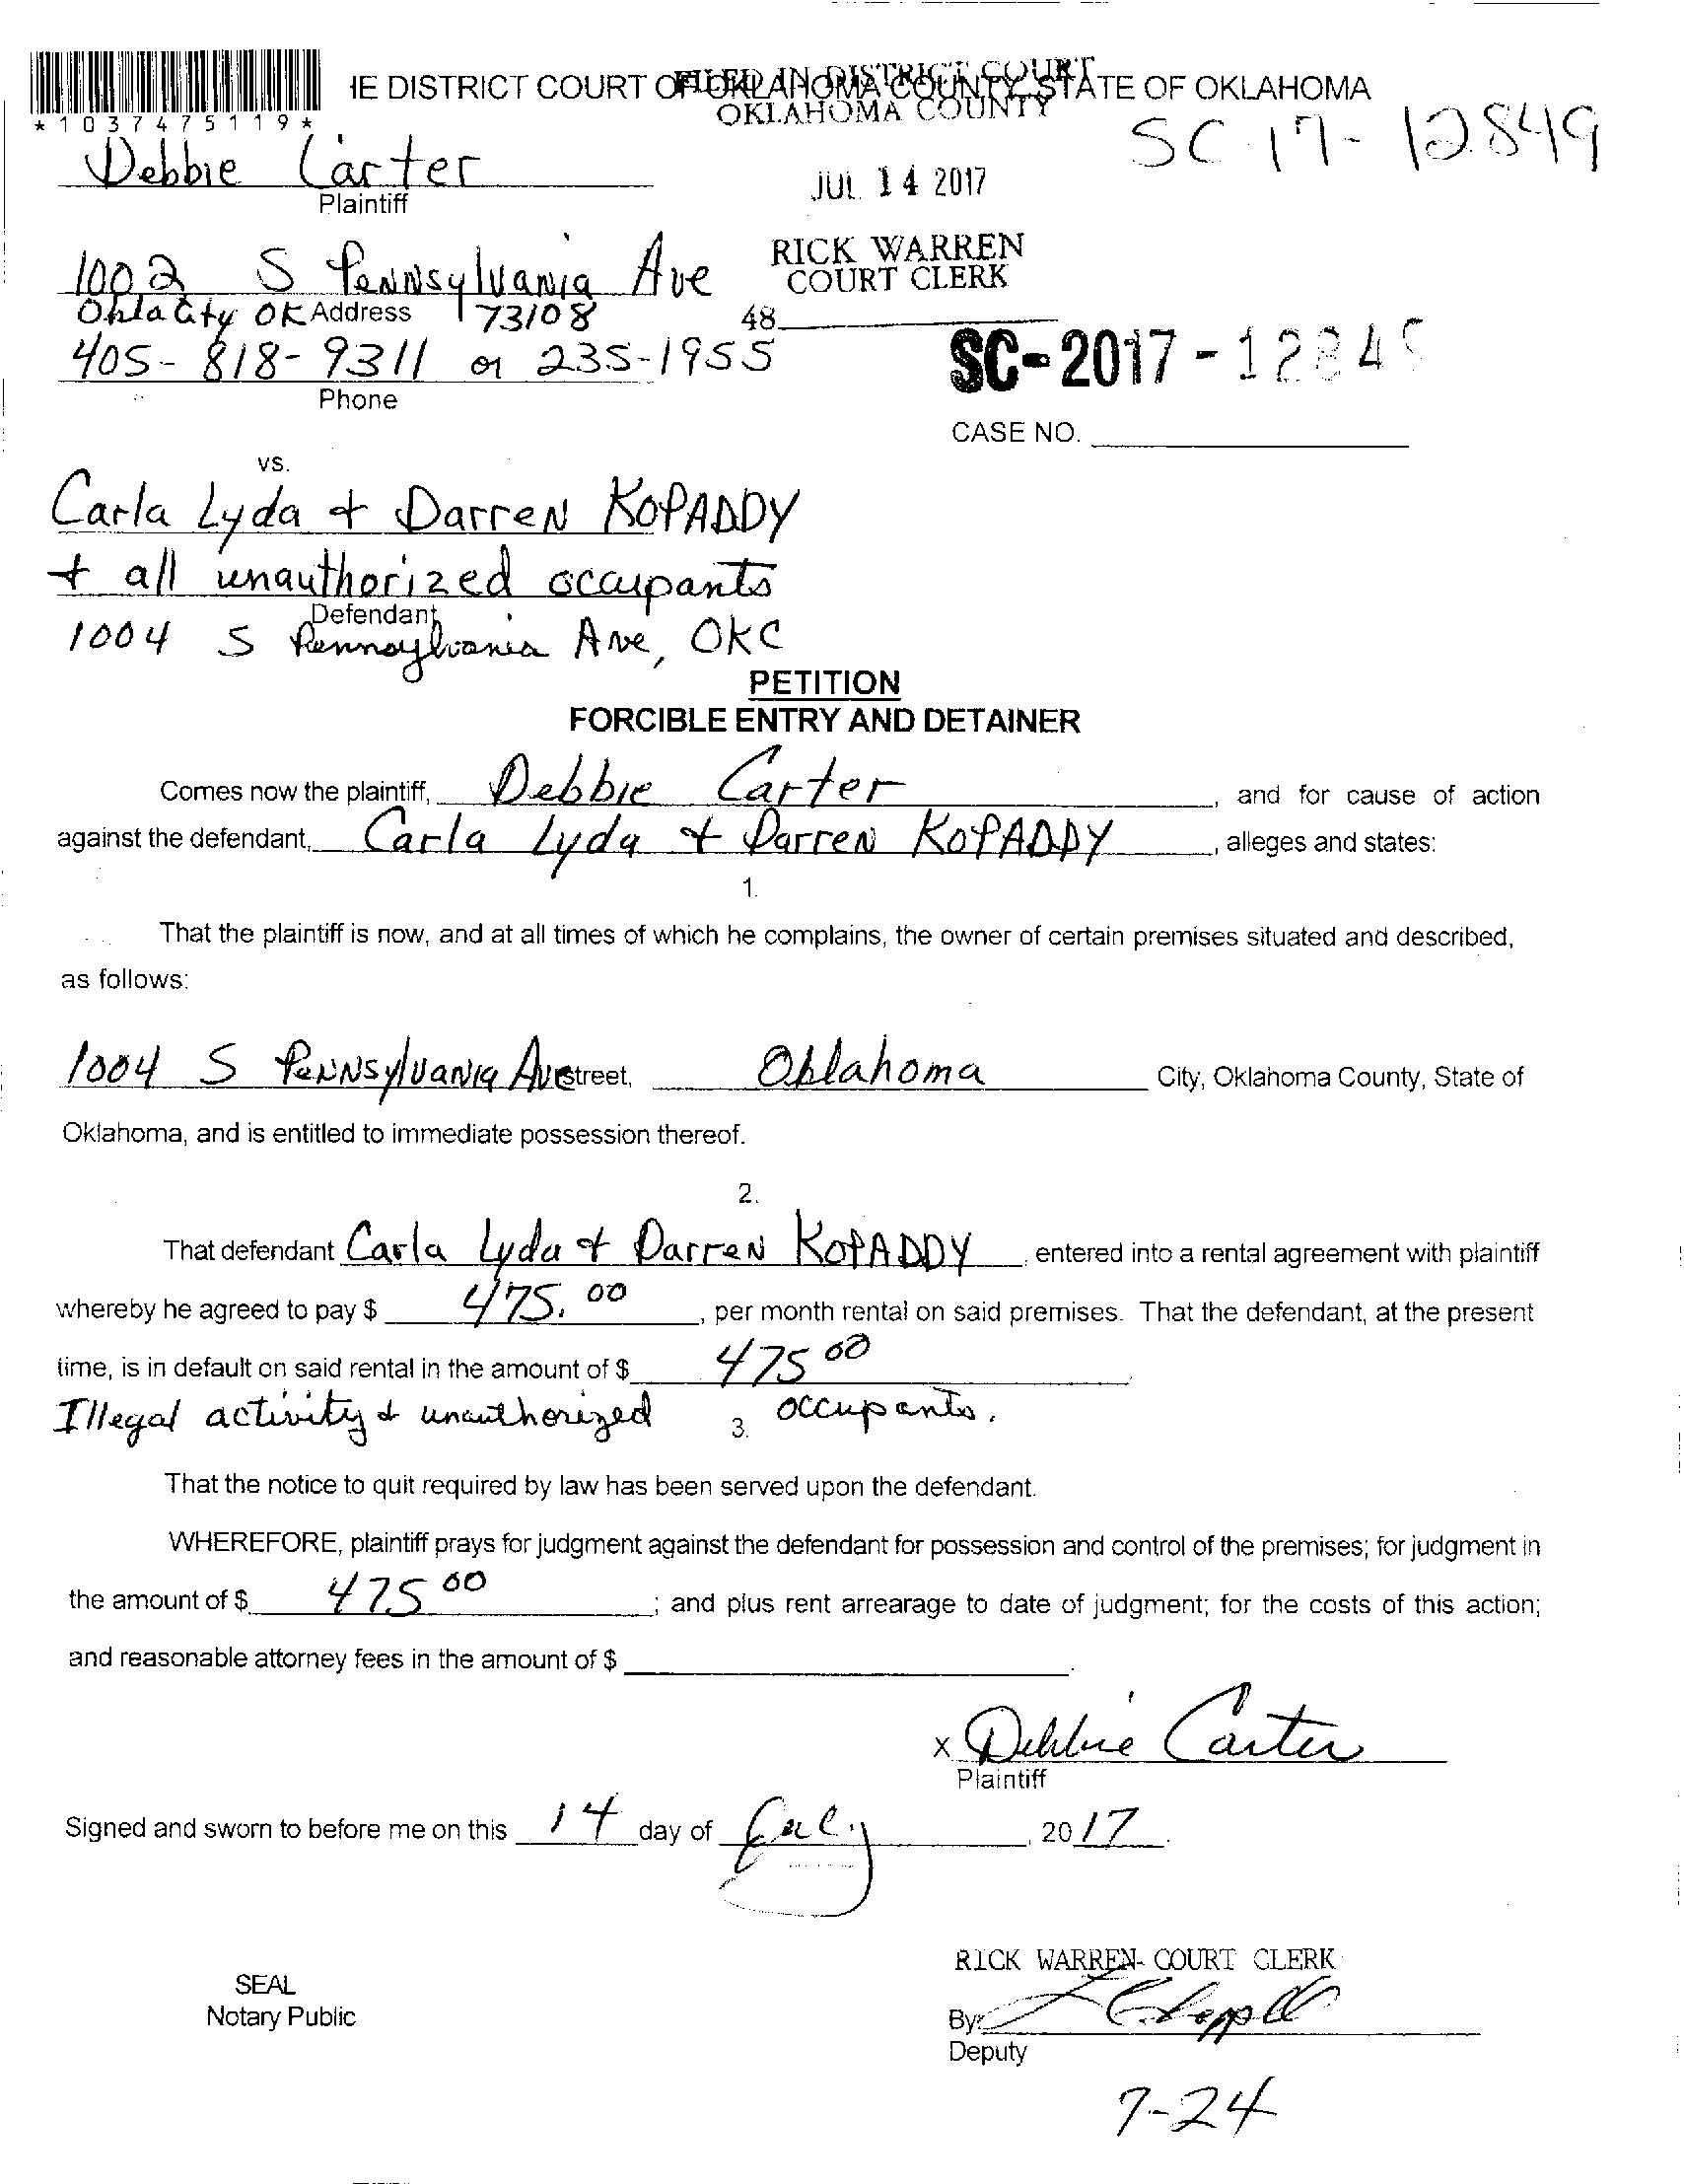 IE DISTRICT COURT OF OKLAHOMA COUNTY, STATE OF OKLAHOMA
FILED IN DISTRICT COURT
OKLAHOMA COUNTY
*1037475119*
SC 17-12849
Debbie Carter
Plaintiff
JUL 14 2017
RICK WARREN
COURT CLERK
1002 S Pennsylvania Ave
Okla City OK Address 73108
48.
405-818-9311 or 235-1955
Phone
SC-2017-1284
CASE NO.
vs.
Carla Lyda + Darren KOPADDY
+ all unauthorized occupants
Defendant
1004 S Pennsylvania Ave, OKC
PETITION
FORCIBLE ENTRY AND DETAINER
Comes now the plaintiff, Debbie Carter, and for cause of action
against the defendant, Carla Lyda + Darren KOPADDY, alleges and states:
1.
That the plaintiff is now, and at all times of which he complains, the owner of certain premises situated and described,
as follows:
1004 S Pennsylvania Ave Street, Oklahoma City, Oklahoma County, State of
Oklahoma, and is entitled to immediate possession thereof.
2.
That defendant Carla Lyda + Darren KOPADDY, entered into a rental agreement with plaintiff
whereby he agreed to pay $ 475.00, per month rental on said premises. That the defendant, at the present
time, is in default on said rental in the amount of $ 475 00.
Illegal activity + unauthorized occupants.
3.
That the notice to quit required by law has been served upon the defendant.
WHEREFORE, plaintiff prays for judgment against the defendant for possession and control of the premises; for judgment in
the amount of $ 475 00; and plus rent arrearage to date of judgment; for the costs of this action;
and reasonable attorney fees in the amount of $
x Debbie Carter
Plaintiff
Signed and sworn to before me on this 14 day of July, 2017.
RICK WARREN- COURT CLERK
SEAL
Notary Public
By:
Deputy
7-24